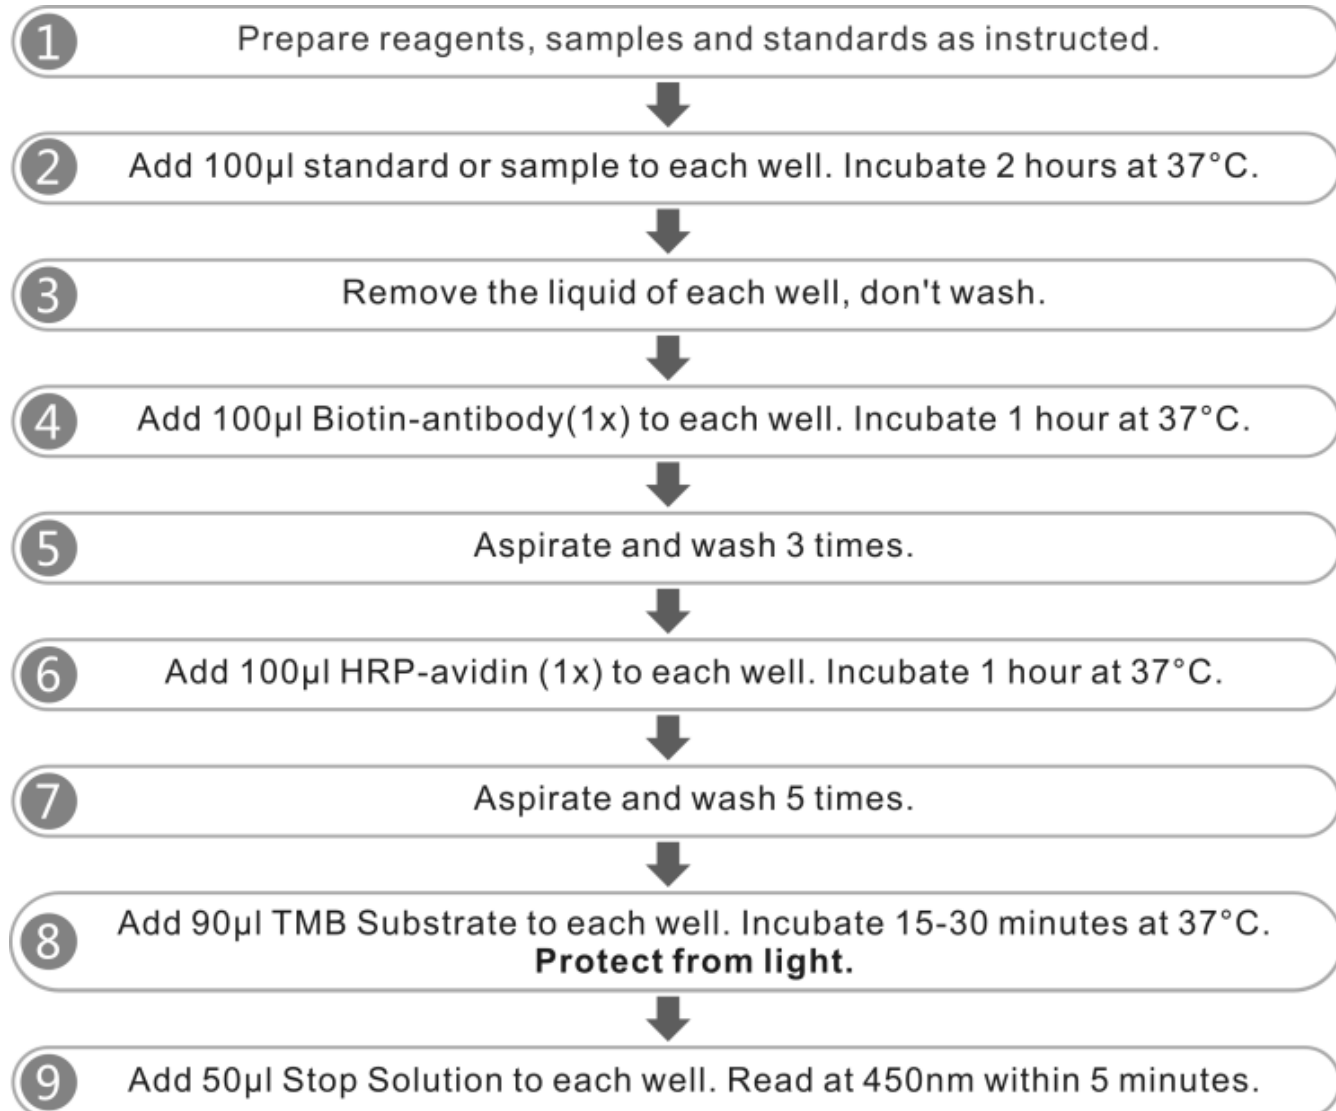 1 Prepare reagents, samples and standards as instructed.
2 Add 100µl standard or sample to each well. Incubate 2 hours at 37°C.
3 Remove the liquid of each well, don't wash.
4 Add 100µl Biotin-antibody(1x) to each well. Incubate 1 hour at 37°C.
5 Aspirate and wash 3 times.
6 Add 100µl HRP-avidin (1x) to each well. Incubate 1 hour at 37°C.
7 Aspirate and wash 5 times.
8 Add 90µl TMB Substrate to each well. Incubate 15-30 minutes at 37°C.
Protect from light.
9 Add 50µl Stop Solution to each well. Read at 450nm within 5 minutes.